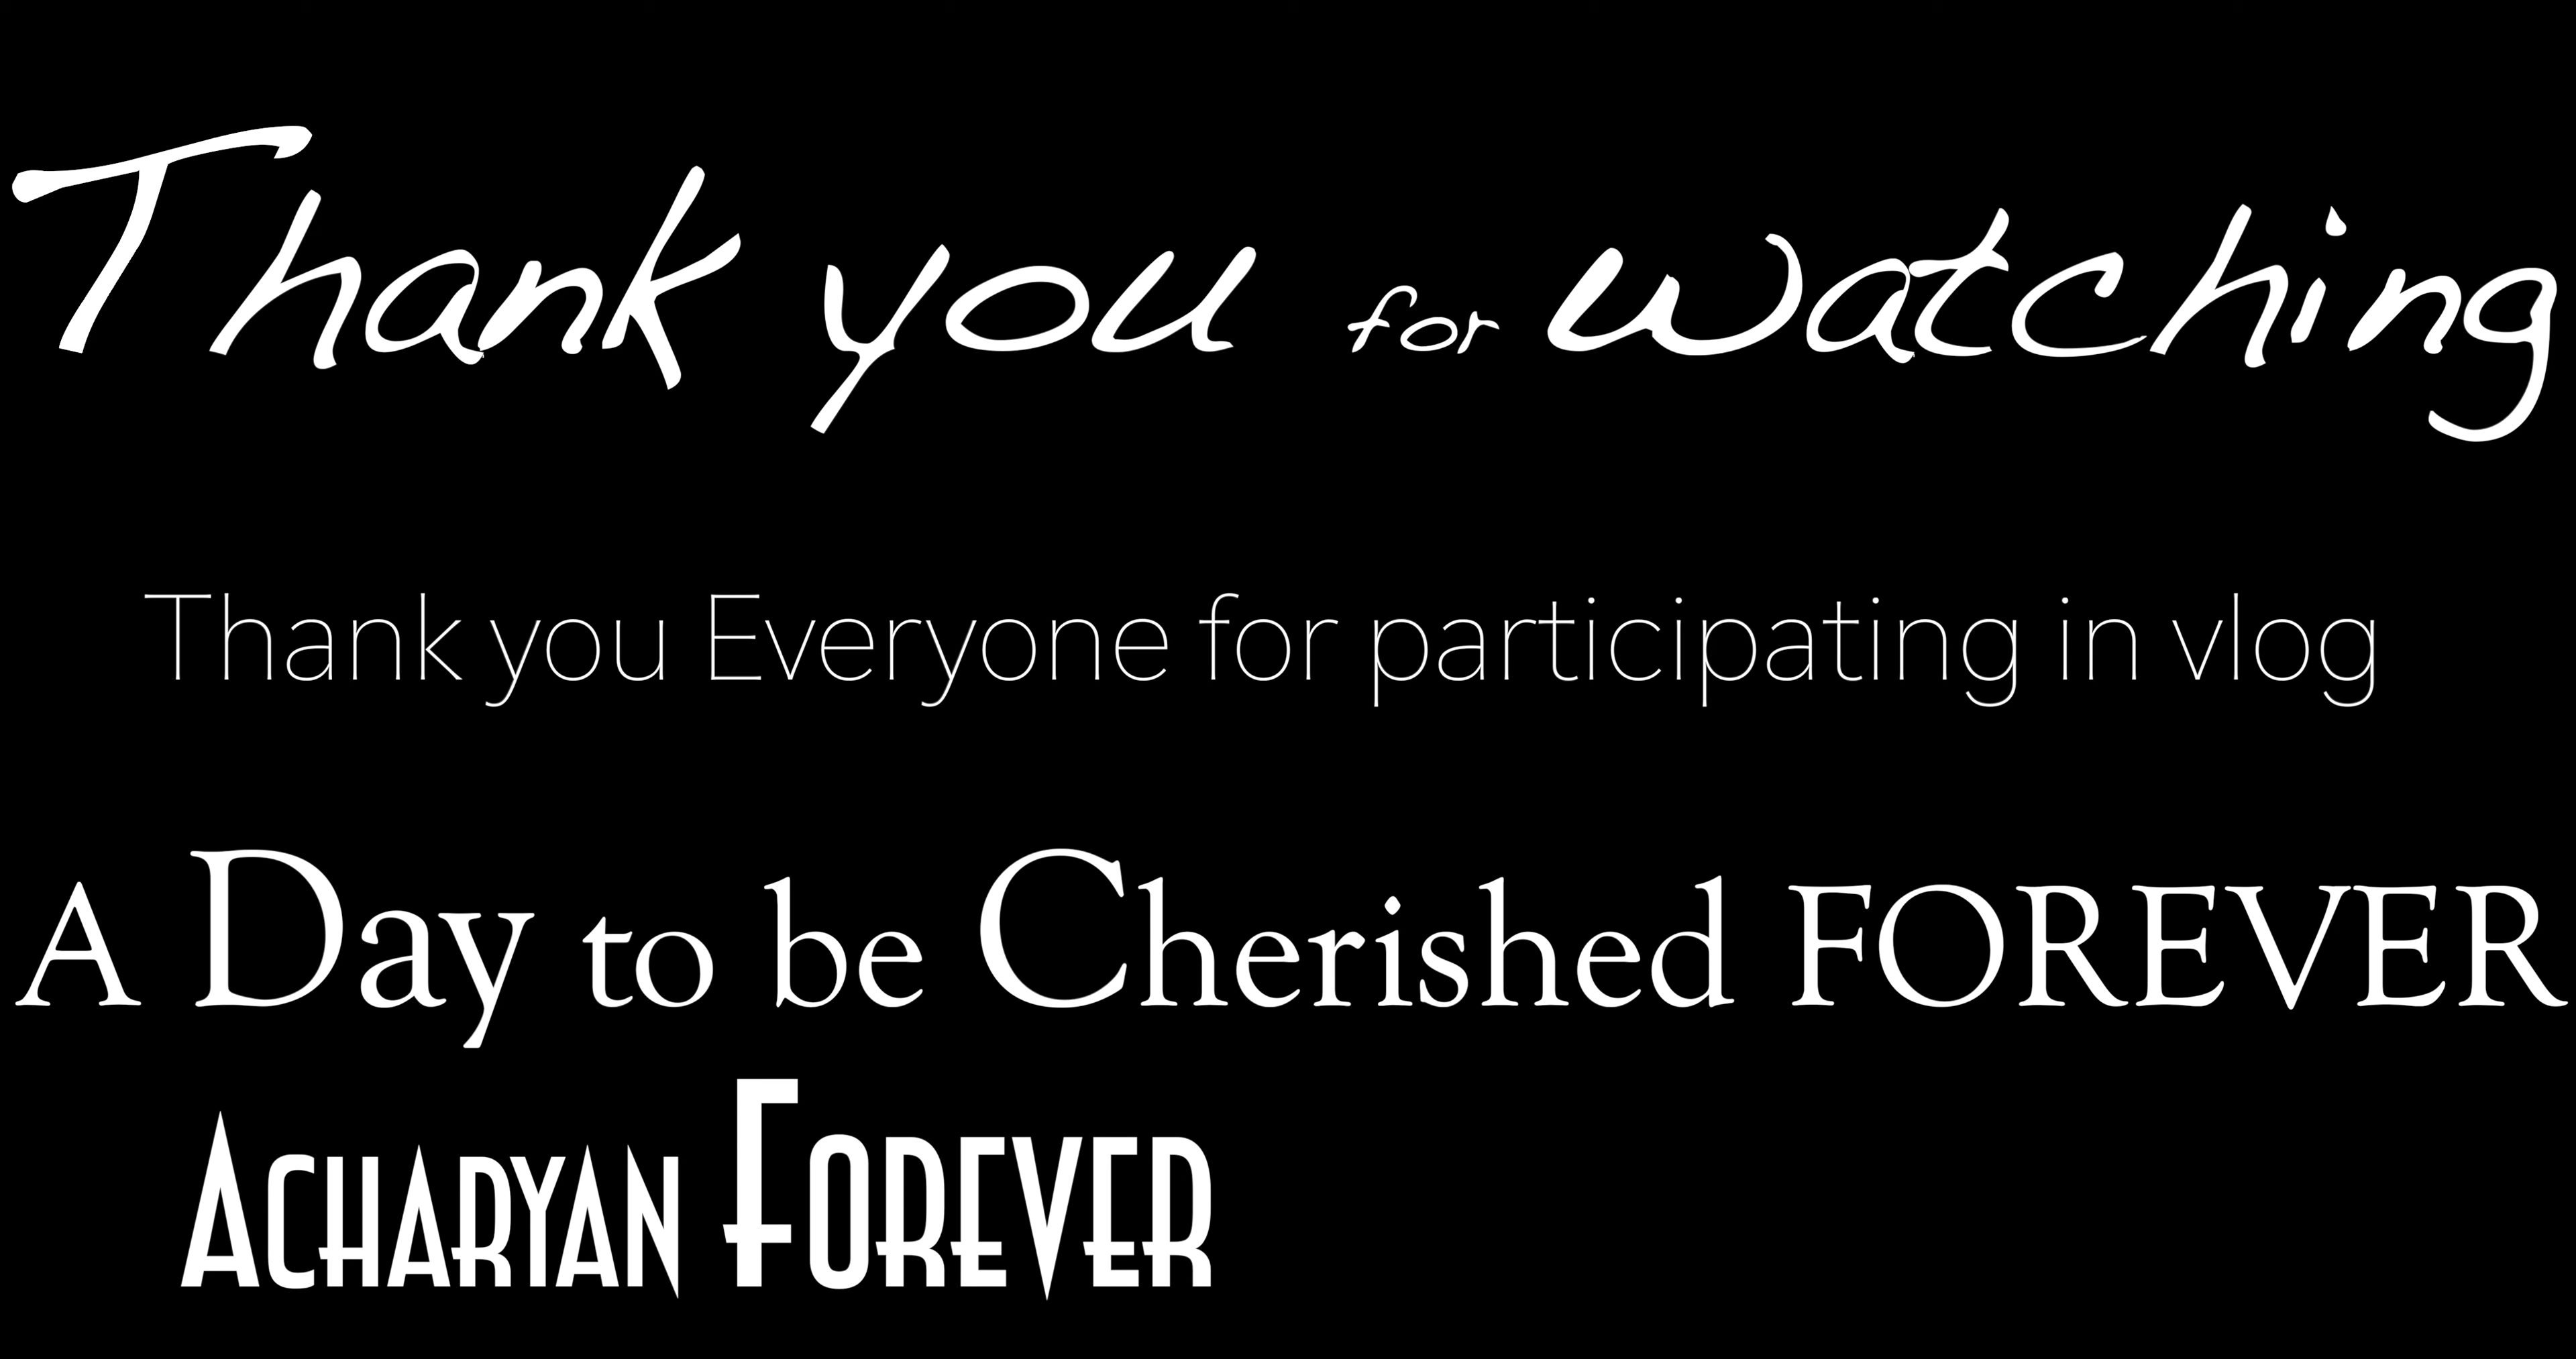 Thank you for watching
Thank you Everyone for participating in vlog
A Day to be Cherished FOREVER
ACHARYAN FOREVER